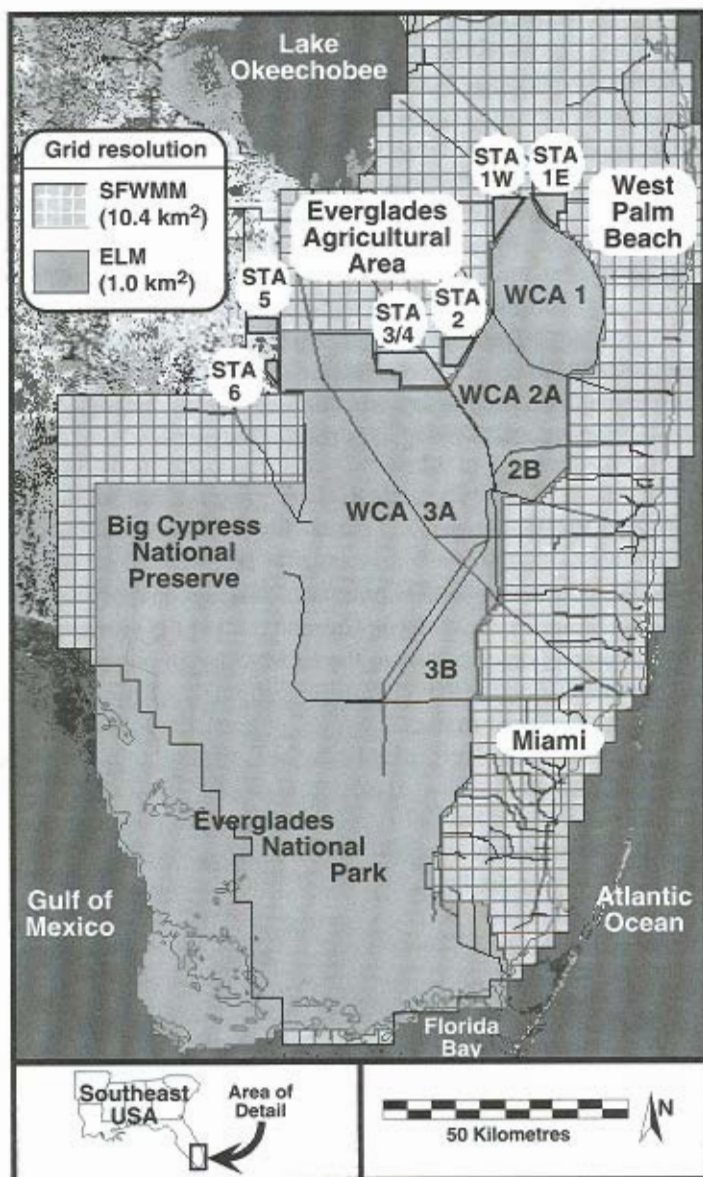 Lake
Okeechobee
Grid resolution
SFWMM
(10.4 km²)
ELM
(1.0 km²)
STA
1W
STA
1E
West
Palm
Beach
Everglades
Agricultural
Area
STA
5
STA
3/4
STA
2
WCA 1
STA
6
WCA 2A
2B
WCA 3A
Big Cypress
National
Preserve
3B
Miami
Everglades
National
Park
Gulf of
Mexico
Atlantic
Ocean
Florida
Bay
Southeast
USA
Area of
Detail
50 Kilometres
N